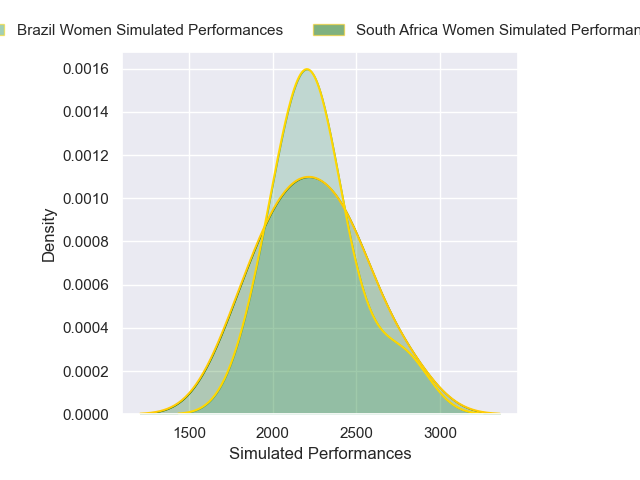 Brazil Women Simulated Performances
South Africa Women Simulated
0.0016
0.0014
0.0012
0.0010
0.0008
0.0006
0.0004
0.0002
0.0000
Density
1500 2000 2500 3000
Simulated Performances